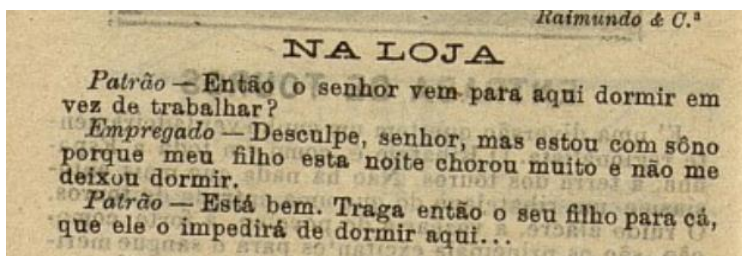 Raimundo & C.ª
NA LOJA
Patrão — Então o senhor vem para aqui dormir em
vez de trabalhar?
Empregado — Desculpe, senhor, mas estou com sôno
porque meu filho esta noite chorou muito e não me
deixou dormir.
Patrão — Está bem. Traga então o seu filho para cá,
que ele o impedirá de dormir aqui...